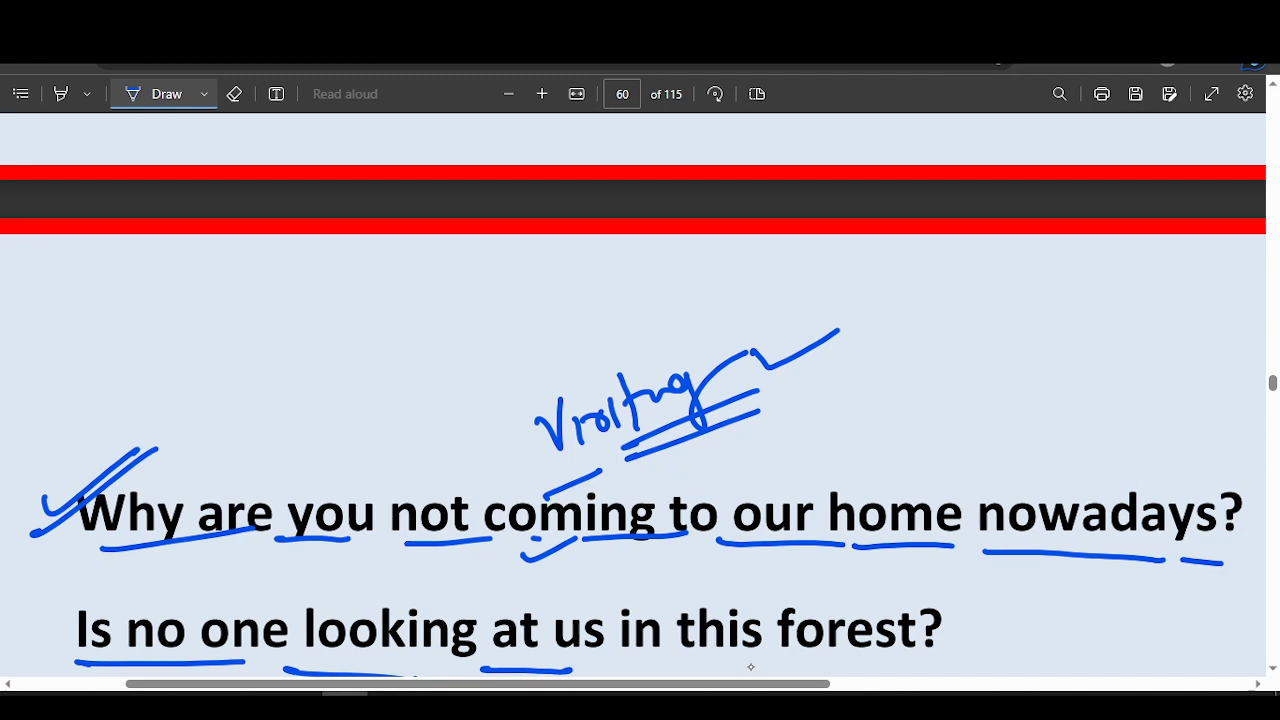 Draw
Read aloud
60 of 115
Visiting
Why are you not coming to our home nowadays?
Is no one looking at us in this forest?